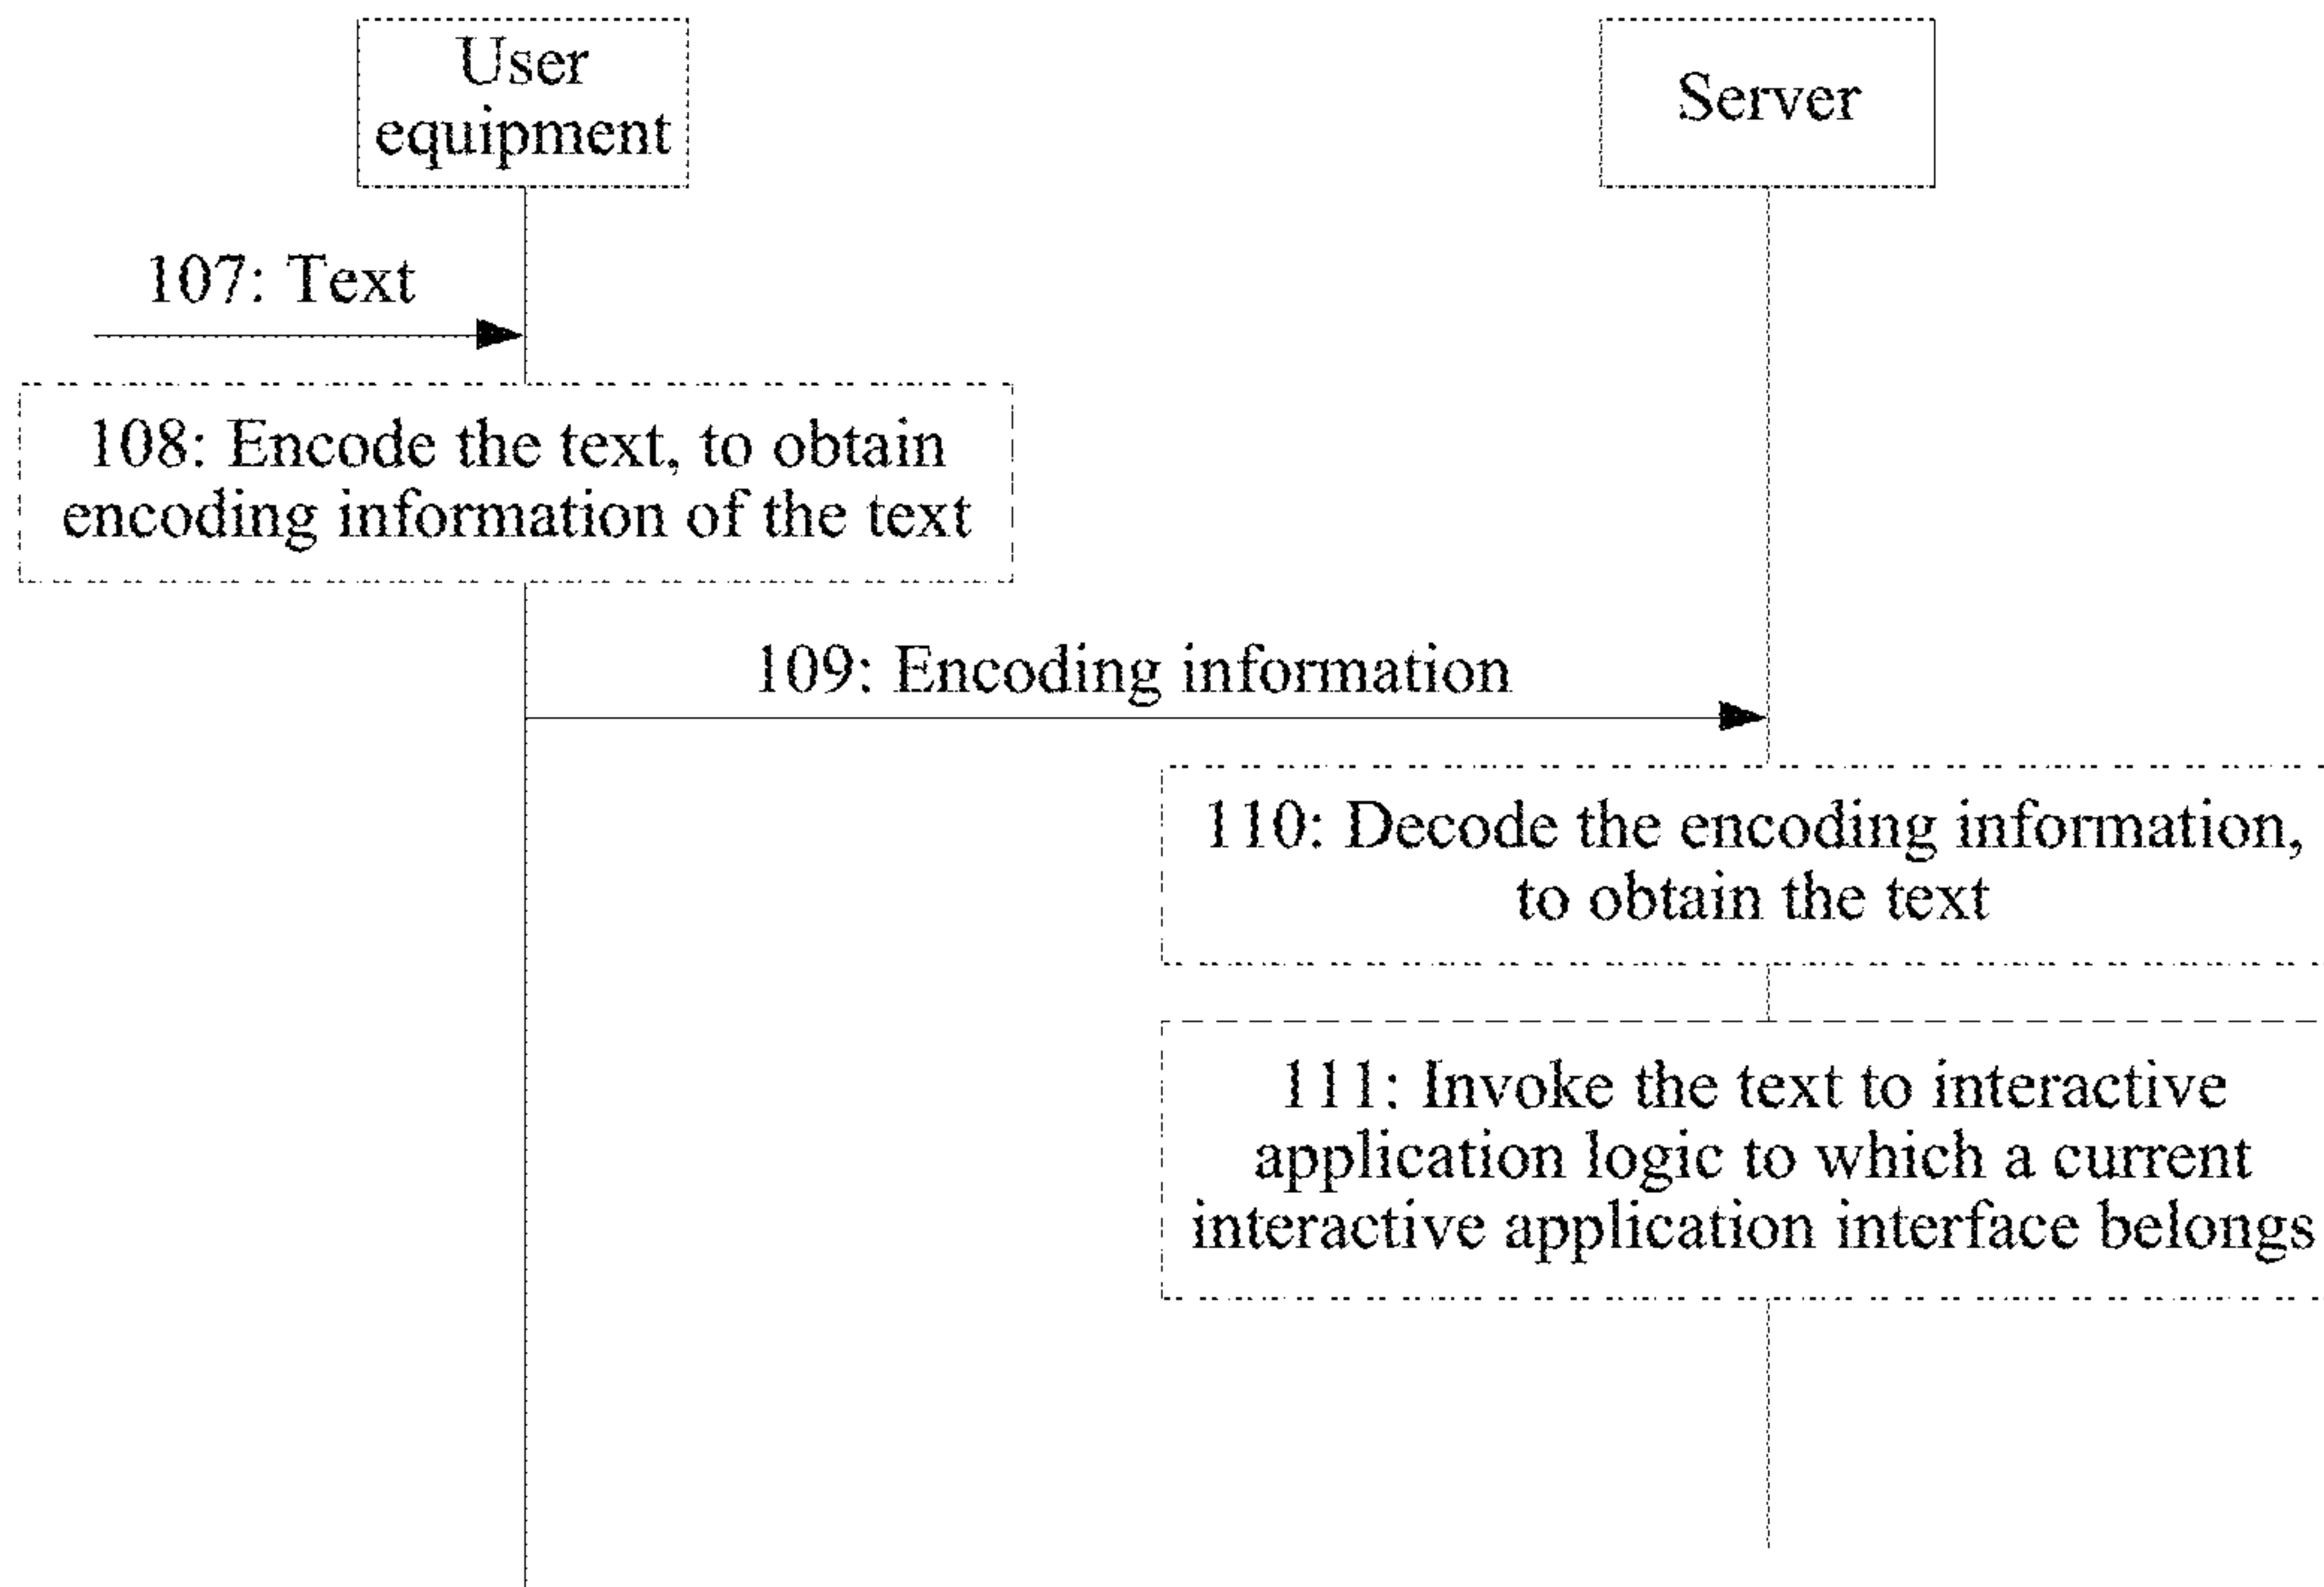 User
equipment
Server
107: Text
108: Encode the text, to obtain
encoding information of the text
109: Encoding information
110: Decode the encoding information,
to obtain the text
111: Invoke the text to interactive
application logic to which a current
interactive application interface belongs